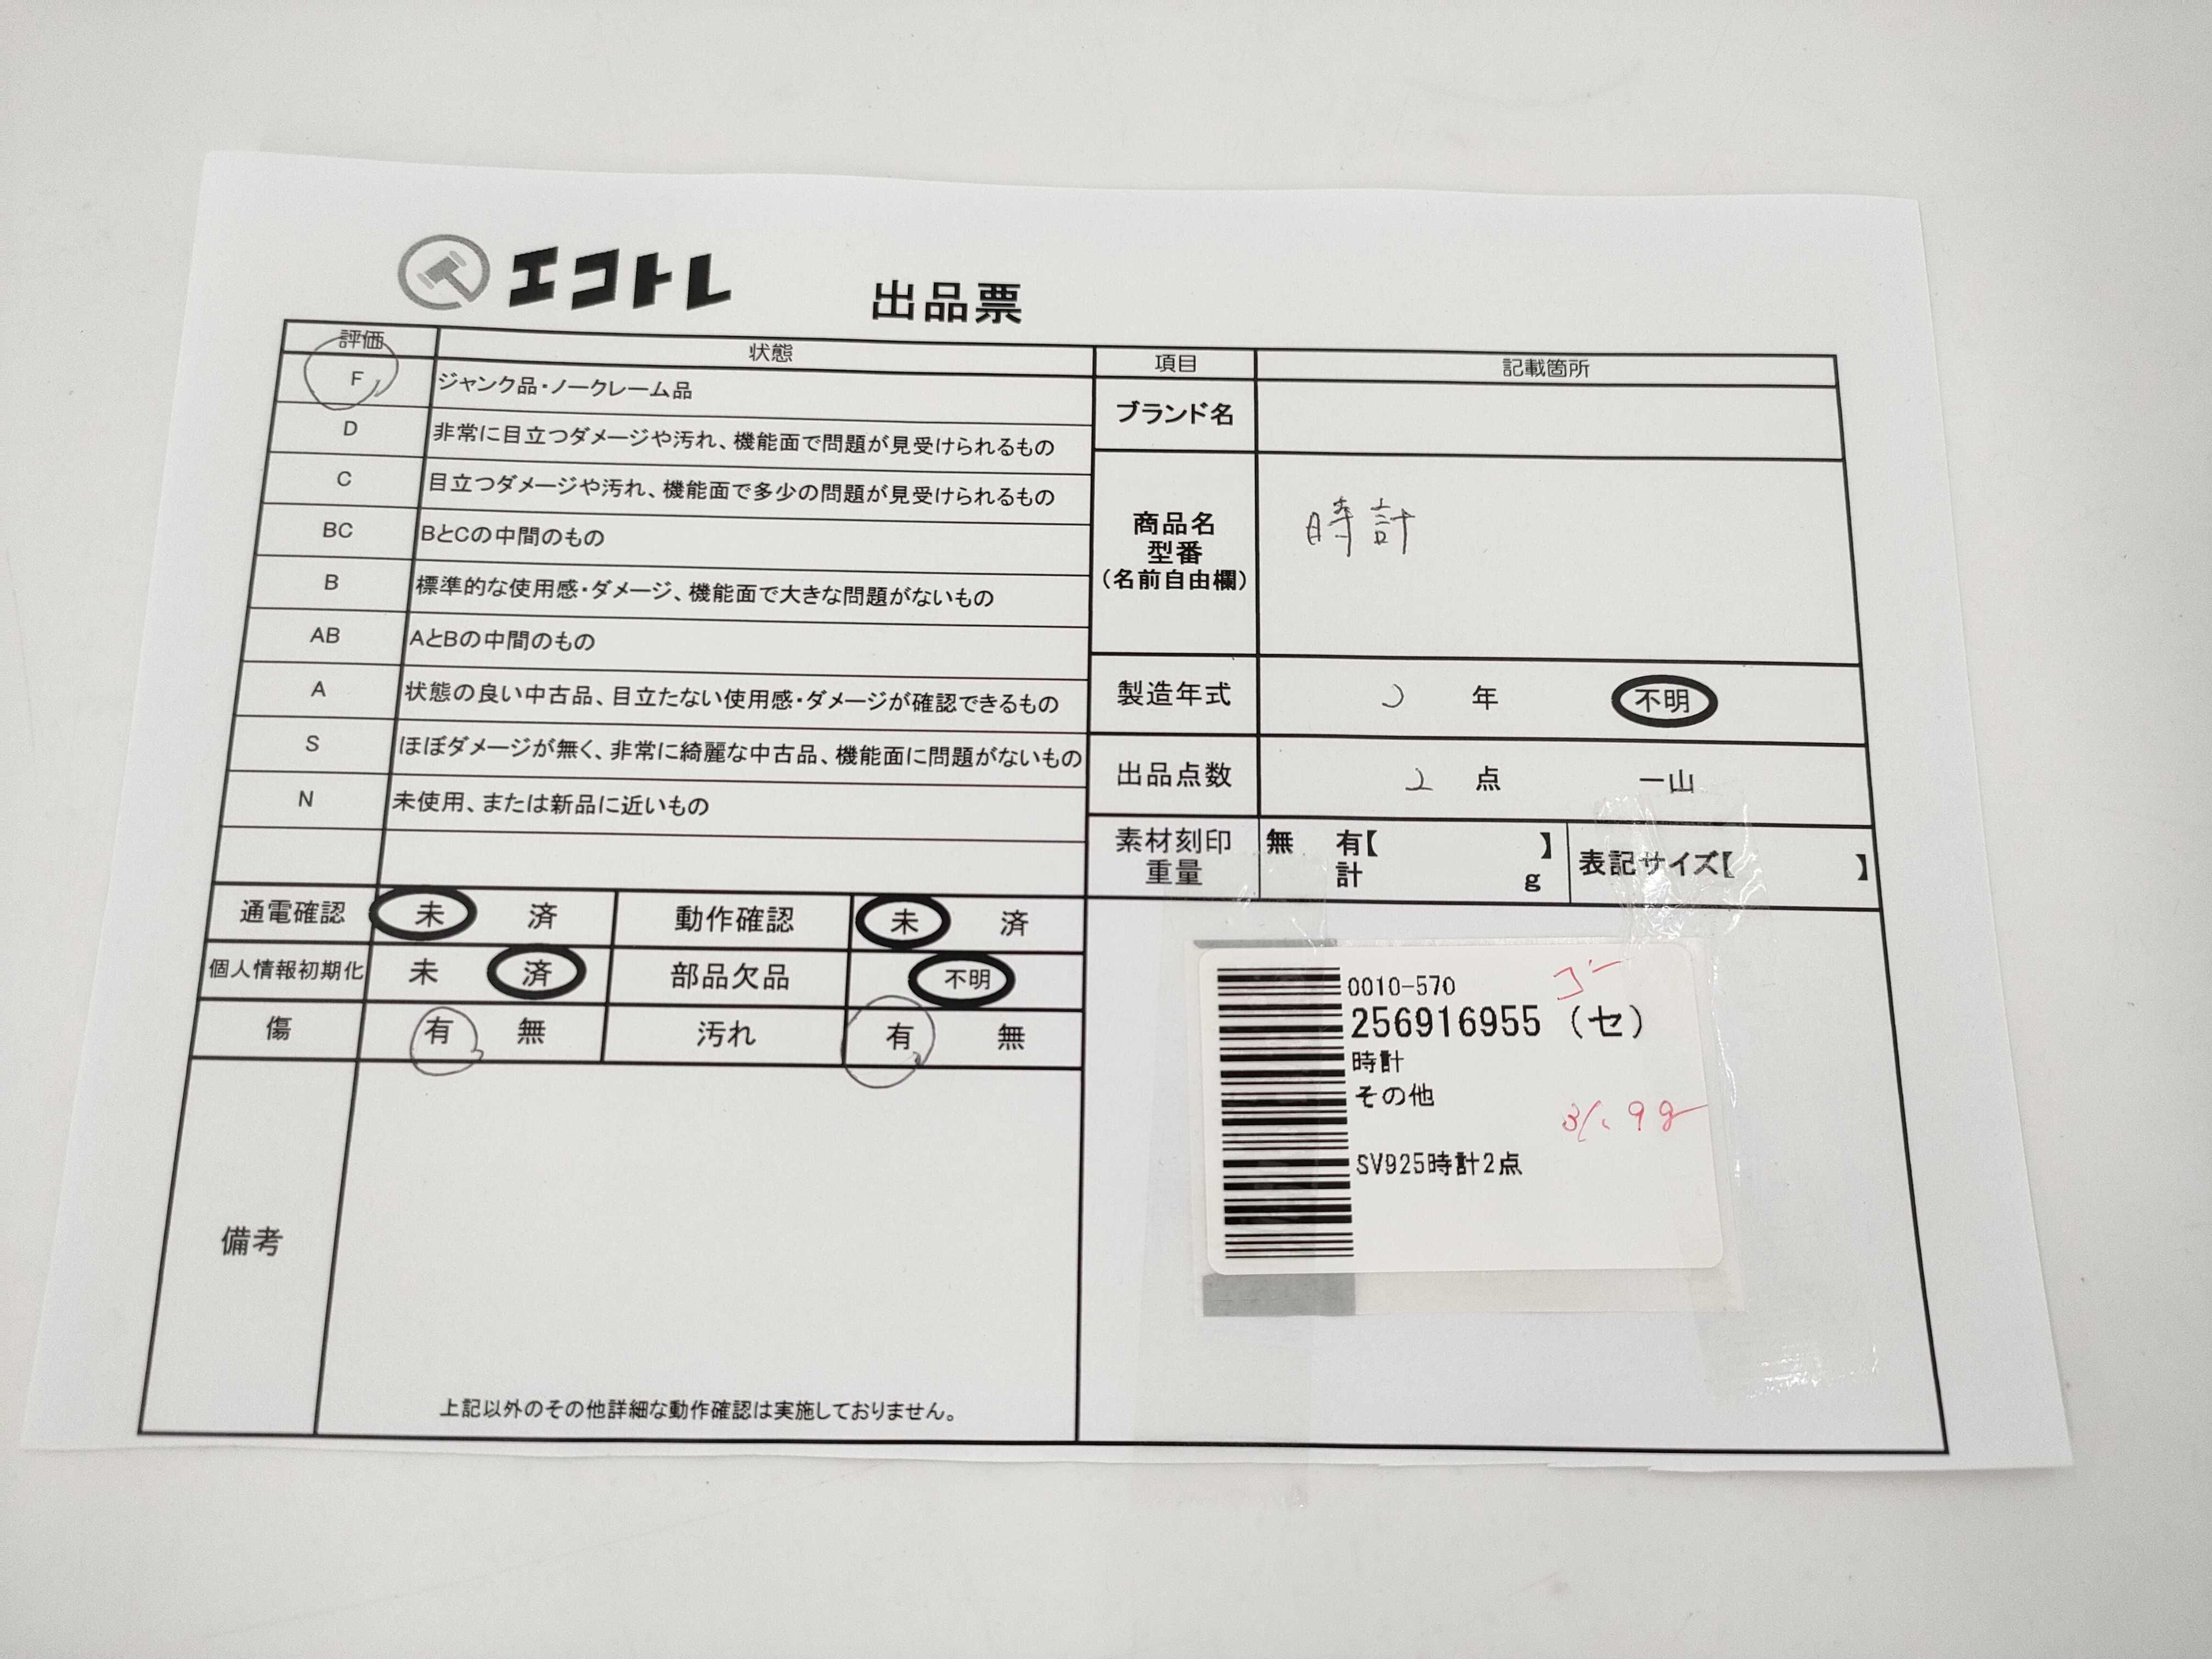 エコトレ
出品票
評価 状態
F ジャンク品・ノークレーム品
D 非常に目立つダメージや汚れ、機能面で問題が見受けられるもの
C 目立つダメージや汚れ、機能面で多少の問題が見受けられるもの
BC BとCの中間のもの
B 標準的な使用感・ダメージ、機能面で大きな問題がないもの
AB AとBの中間のもの
A 状態の良い中古品、目立たない使用感・ダメージが確認できるもの
S ほぼダメージが無く、非常に綺麗な中古品、機能面に問題がないもの
N 未使用、または新品に近いもの
通電確認 未 済 動作確認 未 済
個人情報初期化 未 済 部品欠品 不明
傷 有 無 汚れ 有 無
備考
上記以外のその他詳細な動作確認は実施しておりません。
項目 記載箇所
ブランド名
商品名
型番
(名前自由欄)
時計
製造年式 年 不明
出品点数 2 点 一山
素材刻印 無 有【 】
重量 計 g
表記サイズ【 】
0010-570
256916955 (セ)
時計
その他
31.9g
SV925時計2点